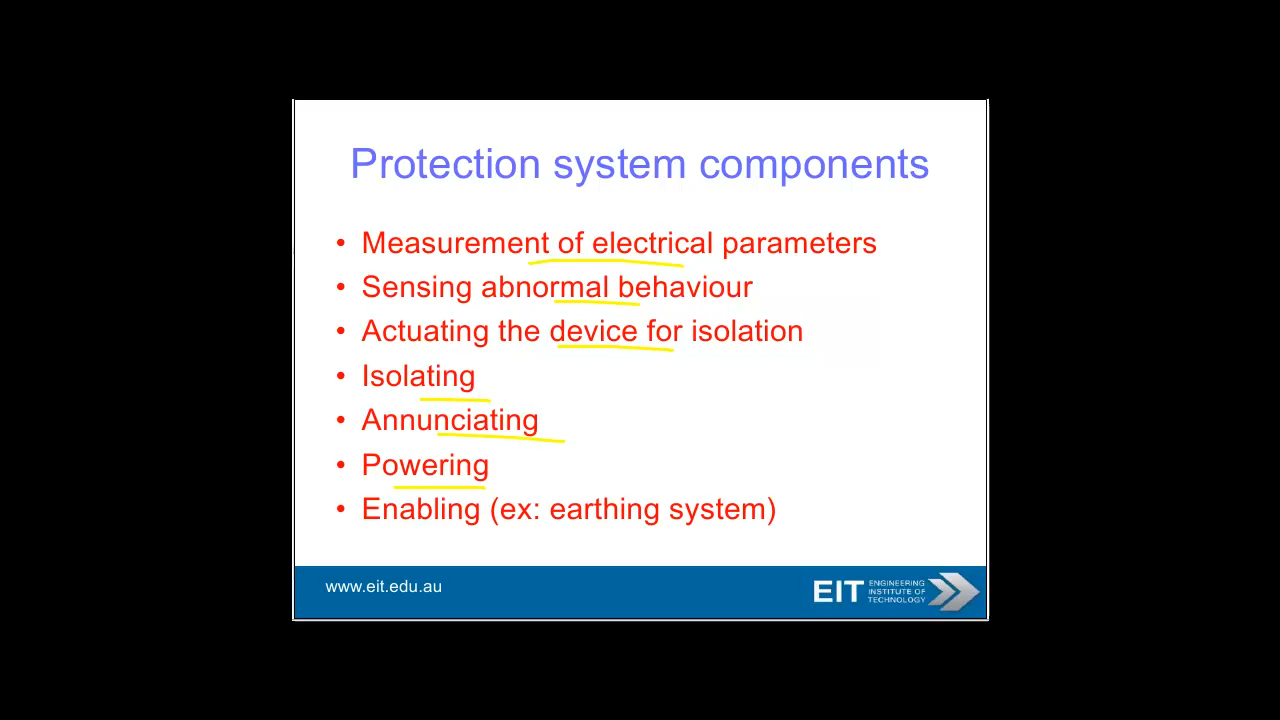 Protection system components
• Measurement of electrical parameters
• Sensing abnormal behaviour
• Actuating the device for isolation
• Isolating
• Annunciating
• Powering
• Enabling (ex: earthing system)
www.eit.edu.au
EIT
ENGINEERING
INSTITUTE OF
TECHNOLOGY